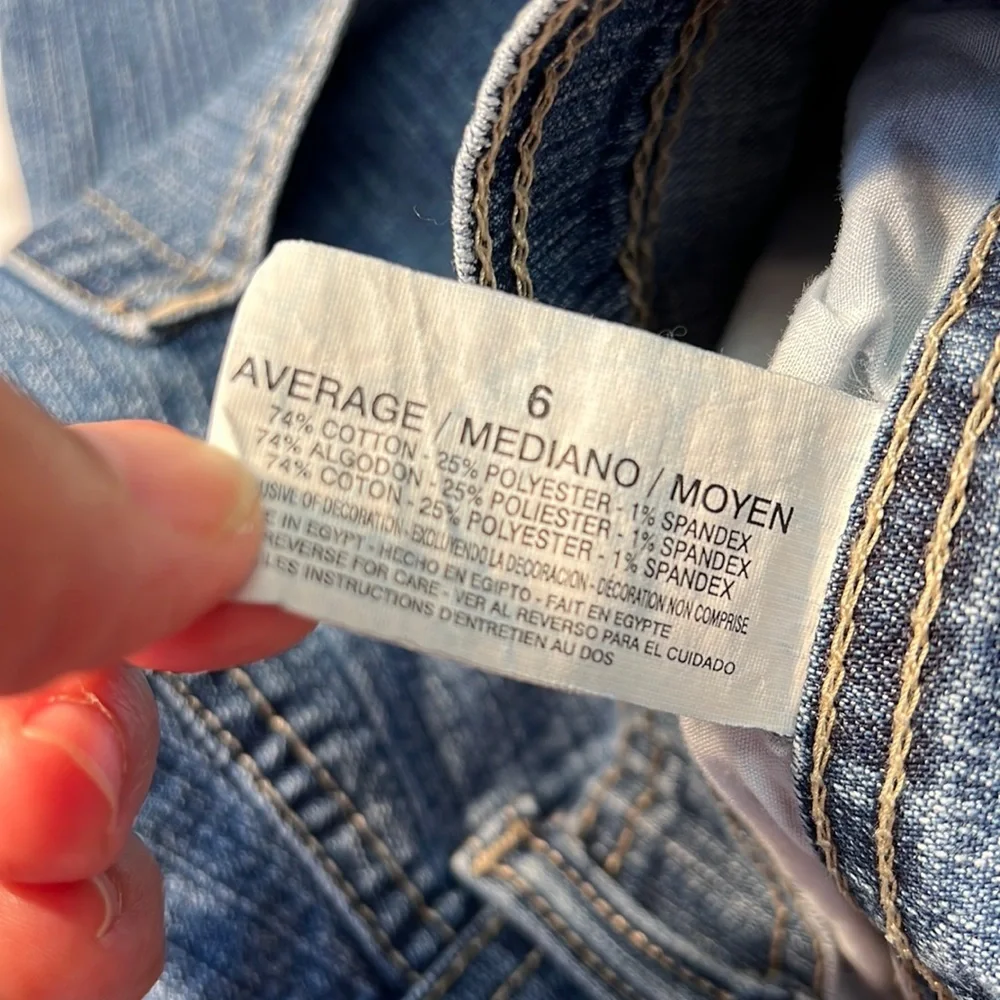 6
AVERAGE / MEDIANO / MOYEN
74% COTTON - 25% POLYESTER - 1% SPANDEX
74% ALGODON - 25% POLIESTER - 1% SPANDEX
74% COTON - 25% POLYESTER - 1% SPANDEX
USIVE OF DECORATION - EXCLUYENDO LA DECORACION - DECORATION NON COMPRISE
E IN EGYPT - HECHO EN EGIPTO - FAIT EN EGYPTE
REVERSE FOR CARE - VER AL REVERSO PARA EL CUIDADO
LES INSTRUCTIONS D'ENTRETIEN AU DOS